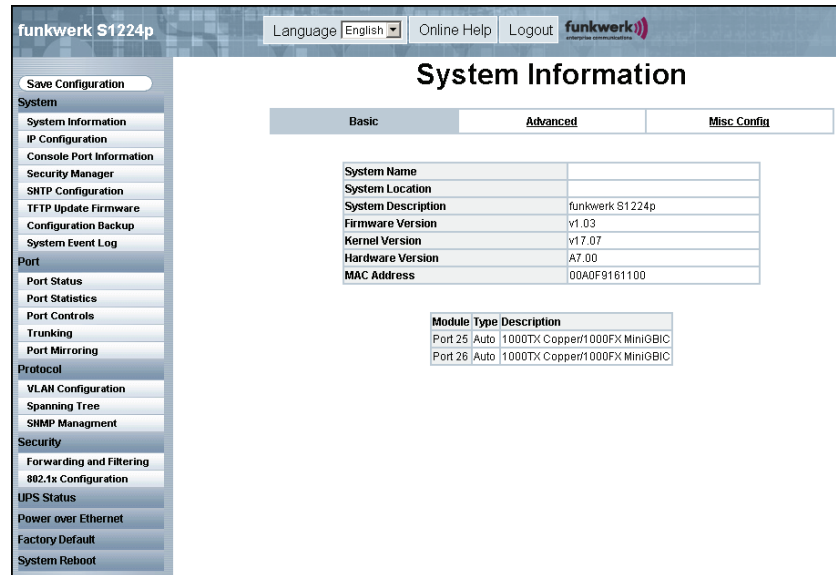 funkwerk S1224p
Language English Online Help Logout funkwerk
enterprise communications
Save Configuration
System
System Information
IP Configuration
Console Port Information
Security Manager
SNTP Configuration
TFTP Update Firmware
Configuration Backup
System Event Log
Port
Port Status
Port Statistics
Port Controls
Trunking
Port Mirroring
Protocol
VLAN Configuration
Spanning Tree
SNMP Managment
Security
Forwarding and Filtering
802.1x Configuration
UPS Status
Power over Ethernet
Factory Default
System Reboot
System Information
Basic Advanced Misc Config
System Name
System Location
System Description funkwerk S1224p
Firmware Version v1.03
Kernel Version v17.07
Hardware Version A7.00
MAC Address 00A0F9161100
Module Type Description
Port 25 Auto 1000TX Copper/1000FX MiniGBIC
Port 26 Auto 1000TX Copper/1000FX MiniGBIC